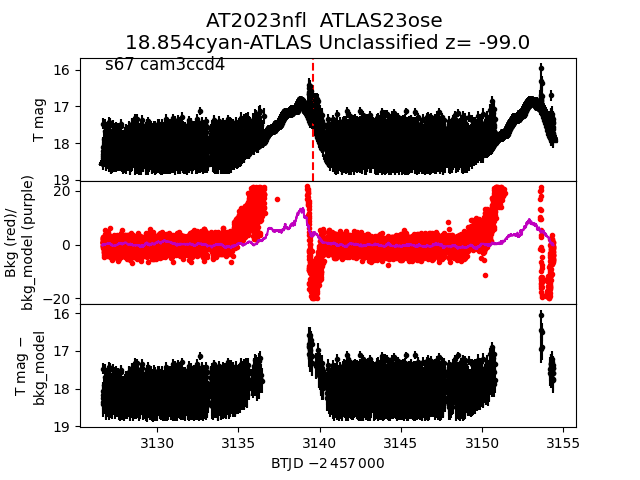 AT2023nfl  ATLAS23ose
18.854cyan-ATLAS Unclassified z= -99.0
s67 cam3ccd4
T mag
16
17
18
19
Bkg (red)/
bkg_model (purple)
20
0
−20
T mag −
bkg_model
16
17
18
19
3130
3135
3140
3145
3150
3155
BTJD −2 457 000